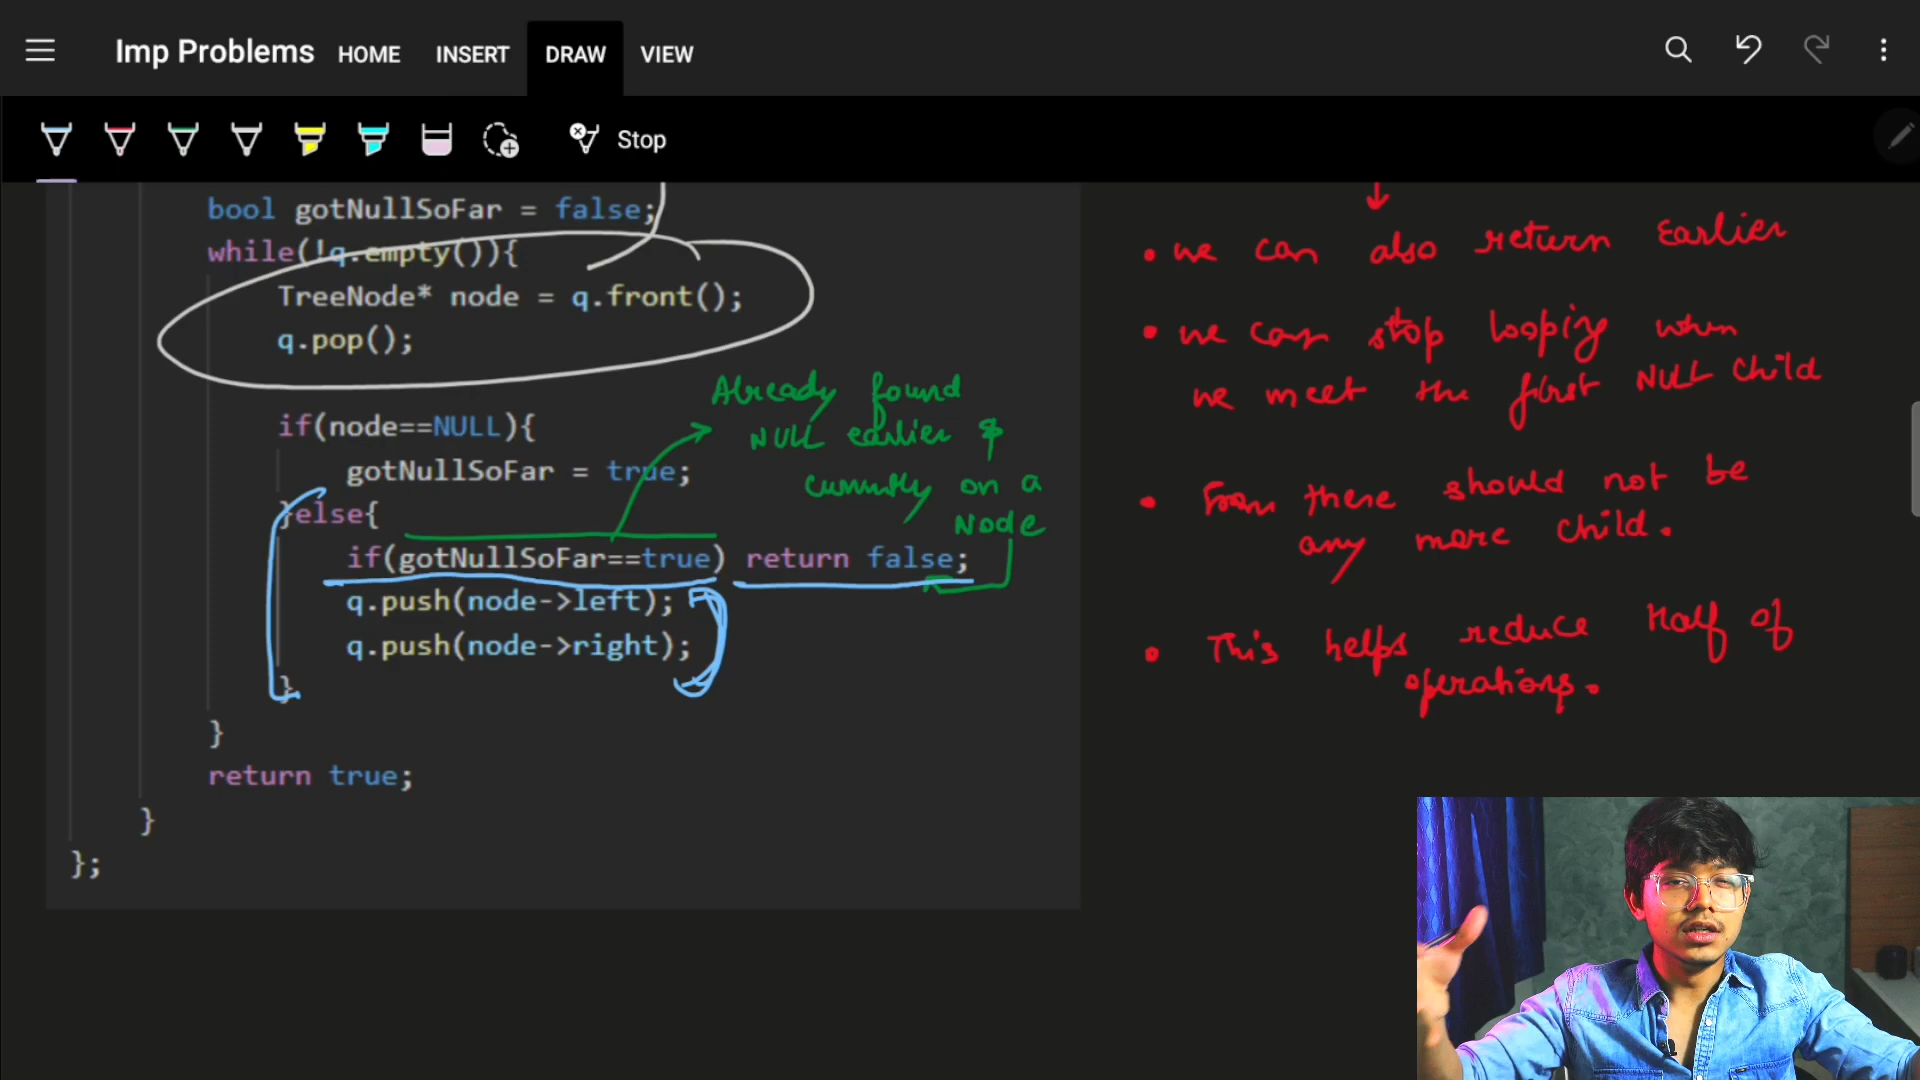 Imp Problems HOME INSERT DRAW VIEW
Stop
bool gotNullSoFar = false;
while(!q.empty()){
TreeNode* node = q.front();
q.pop();
if(node==NULL){
gotNullSoFar = true;
}else{
if(gotNullSoFar==true) return false;
q.push(node->left);
q.push(node->right);
}
}
return true;
}
};
Already found
NULL earlier &
currently on a
Node
• we can also return Earlier
• we can stop looping when
we meet the first NULL child
• From there should not be
any more child.
• This helps reduce Half of
operations.